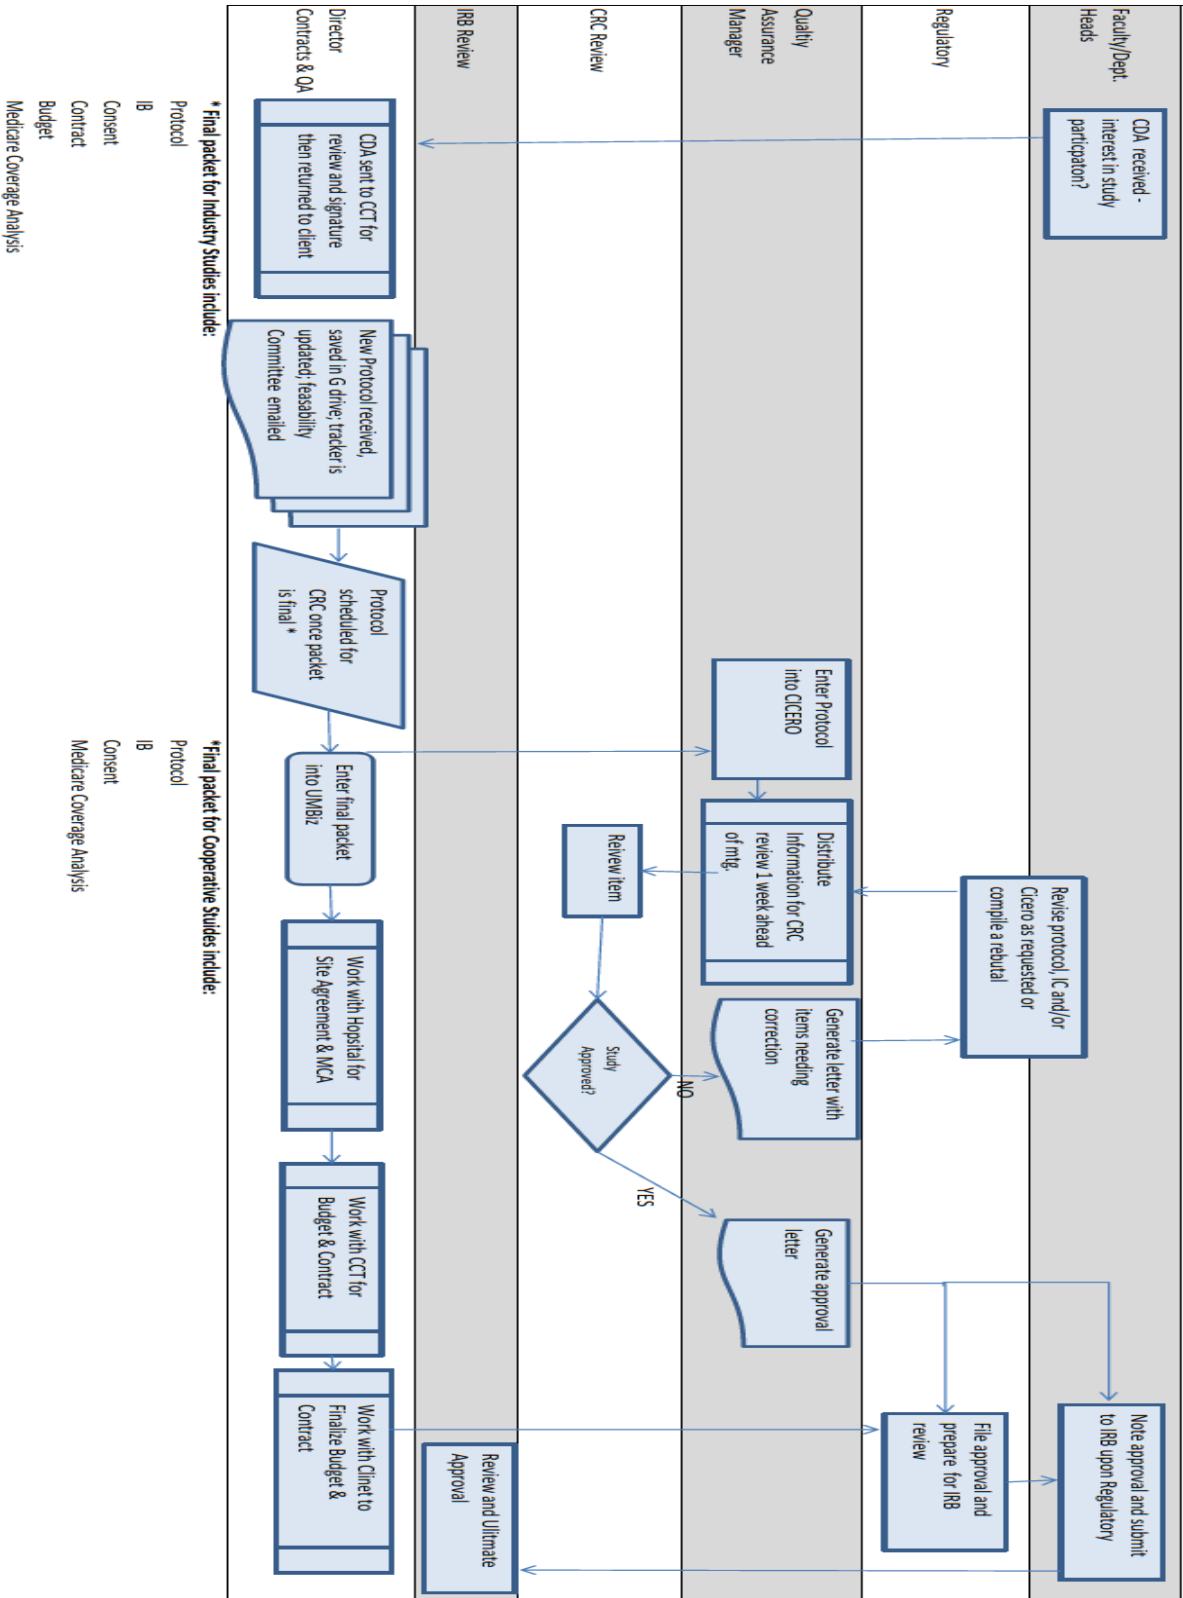 Faculty/Dept.
Heads
CDA received -
interest in study
particpaton?
Note approval and submit
to IRB upon Regulatory
Regulatory
Revise protocol, IC and/or
Cicero as requested or
compile a rebutal
File approval and
prepare for IRB
review
Qualtiy
Assurance
Manager
Enter Protocol
into CICERO
Distribute
Information for CRC
review 1 week ahead
of mtg.
Generate letter with
items needing
correction
Generate approval
letter
CRC Review
Reivew item
Study
Approved?
NO
YES
IRB Review
Review and Ulitmate
Approval
Director
Contracts & QA
CDA sent to CCT for
review and signature
then returned to client
New Protocol received,
saved in G drive; tracker is
updated; feasability
Committee emailed
Protocol
scheduled for
CRC once packet
is final *
Enter final packet
into UMBiz
Work with Hopsital for
Site Agreement & MCA
Work with CCT for
Budget & Contract
Work with Clinet to
Finalize Budget &
Contract
* Final packet for Industry Studies include:
Protocol
IB
Consent
Contract
Budget
Medicare Coverage Analysis
*Final packet for Cooperative Stuides include:
Protocol
IB
Consent
Medicare Coverage Analysis